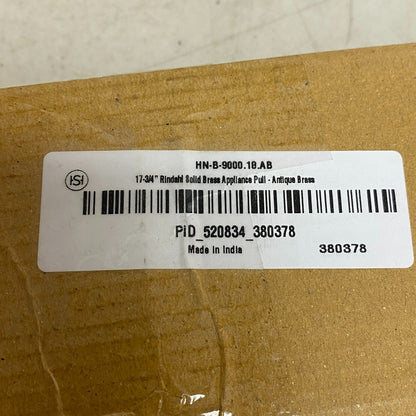 HN-B-9000.18.AB
HSH
17-3/4" Rindahl Solid Brass Appliance Pull - Antique Brass
PID_520834_380378
Made in India
380378